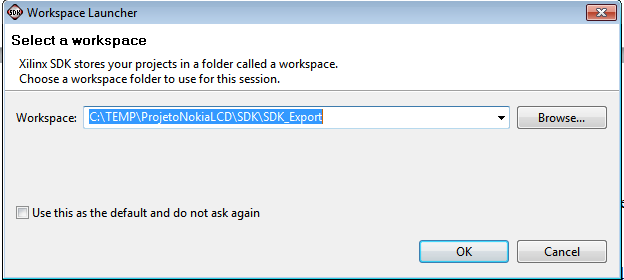 SDK Workspace Launcher
Select a workspace
Xilinx SDK stores your projects in a folder called a workspace.
Choose a workspace folder to use for this session.
Workspace: C:\TEMP\ProjetoNokiaLCD\SDK\SDK_Export Browse...
Use this as the default and do not ask again
OK Cancel